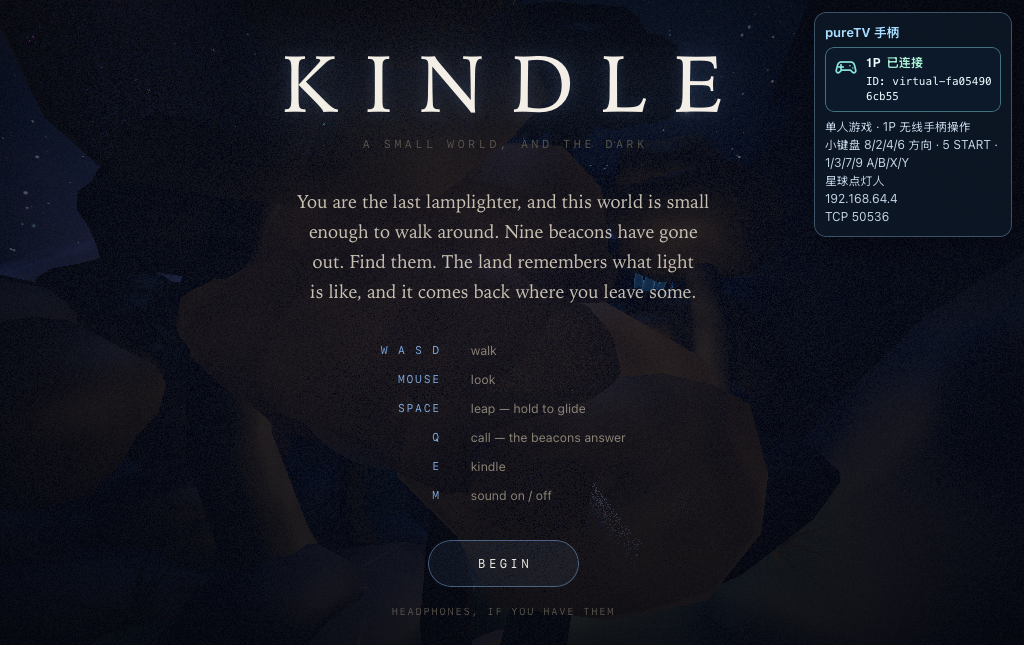 KINDLE
A SMALL WORLD, AND THE DARK
You are the last lamplighter, and this world is small
enough to walk around. Nine beacons have gone
out. Find them. The land remembers what light
is like, and it comes back where you leave some.
W A S D walk
MOUSE look
SPACE leap — hold to glide
Q call — the beacons answer
E kindle
M sound on / off
BEGIN
HEADPHONES, IF YOU HAVE THEM
pureTV 手柄
1P 已连接
ID: virtual-fa05490
6cb55
单人游戏 · 1P 无线手柄操作
小键盘 8/2/4/6 方向 · 5 START ·
1/3/7/9 A/B/X/Y
星球点灯人
192.168.64.4
TCP 50536